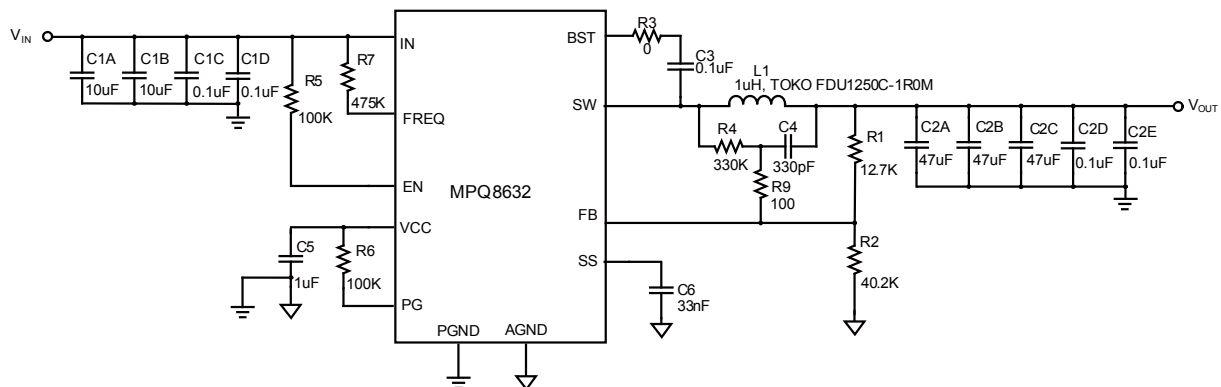 VIN
C1A
10uF
C1B
10uF
C1C
0.1uF
C1D
0.1uF
R5
100K
R7
475K
IN
FREQ
EN
VCC
PG
C5
1uF
R6
100K
MPQ8632
PGND
AGND
BST
SW
FB
SS
R3
0
C3
0.1uF
L1
1uH, TOKO FDU1250C-1R0M
R4
330K
C4
330pF
R9
100
R1
12.7K
R2
40.2K
C6
33nF
C2A
47uF
C2B
47uF
C2C
47uF
C2D
0.1uF
C2E
0.1uF
VOUT